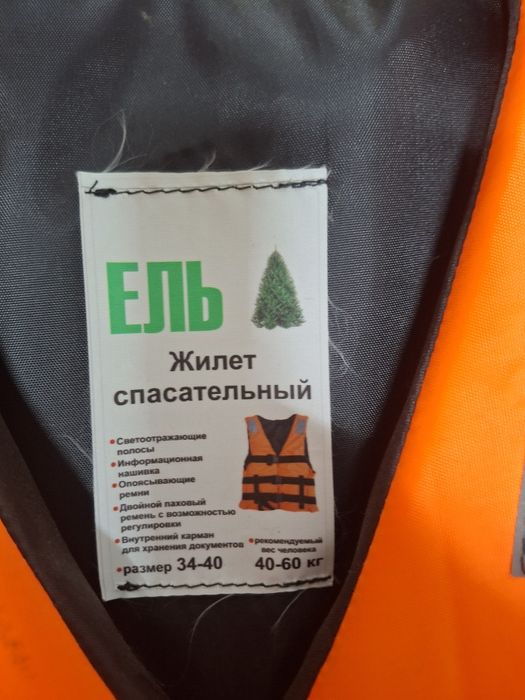 ЕЛЬ
Жилет
спасательный
•Светоотражающие
полосы
•Информационная
нашивка
•Опоясывающие
ремни
•Двойной паховый
ремень с возможностью
регулировки
•Внутренний карман
для хранения документов
•размер 34-40
•рекомендуемый
вес человека
40-60 кг